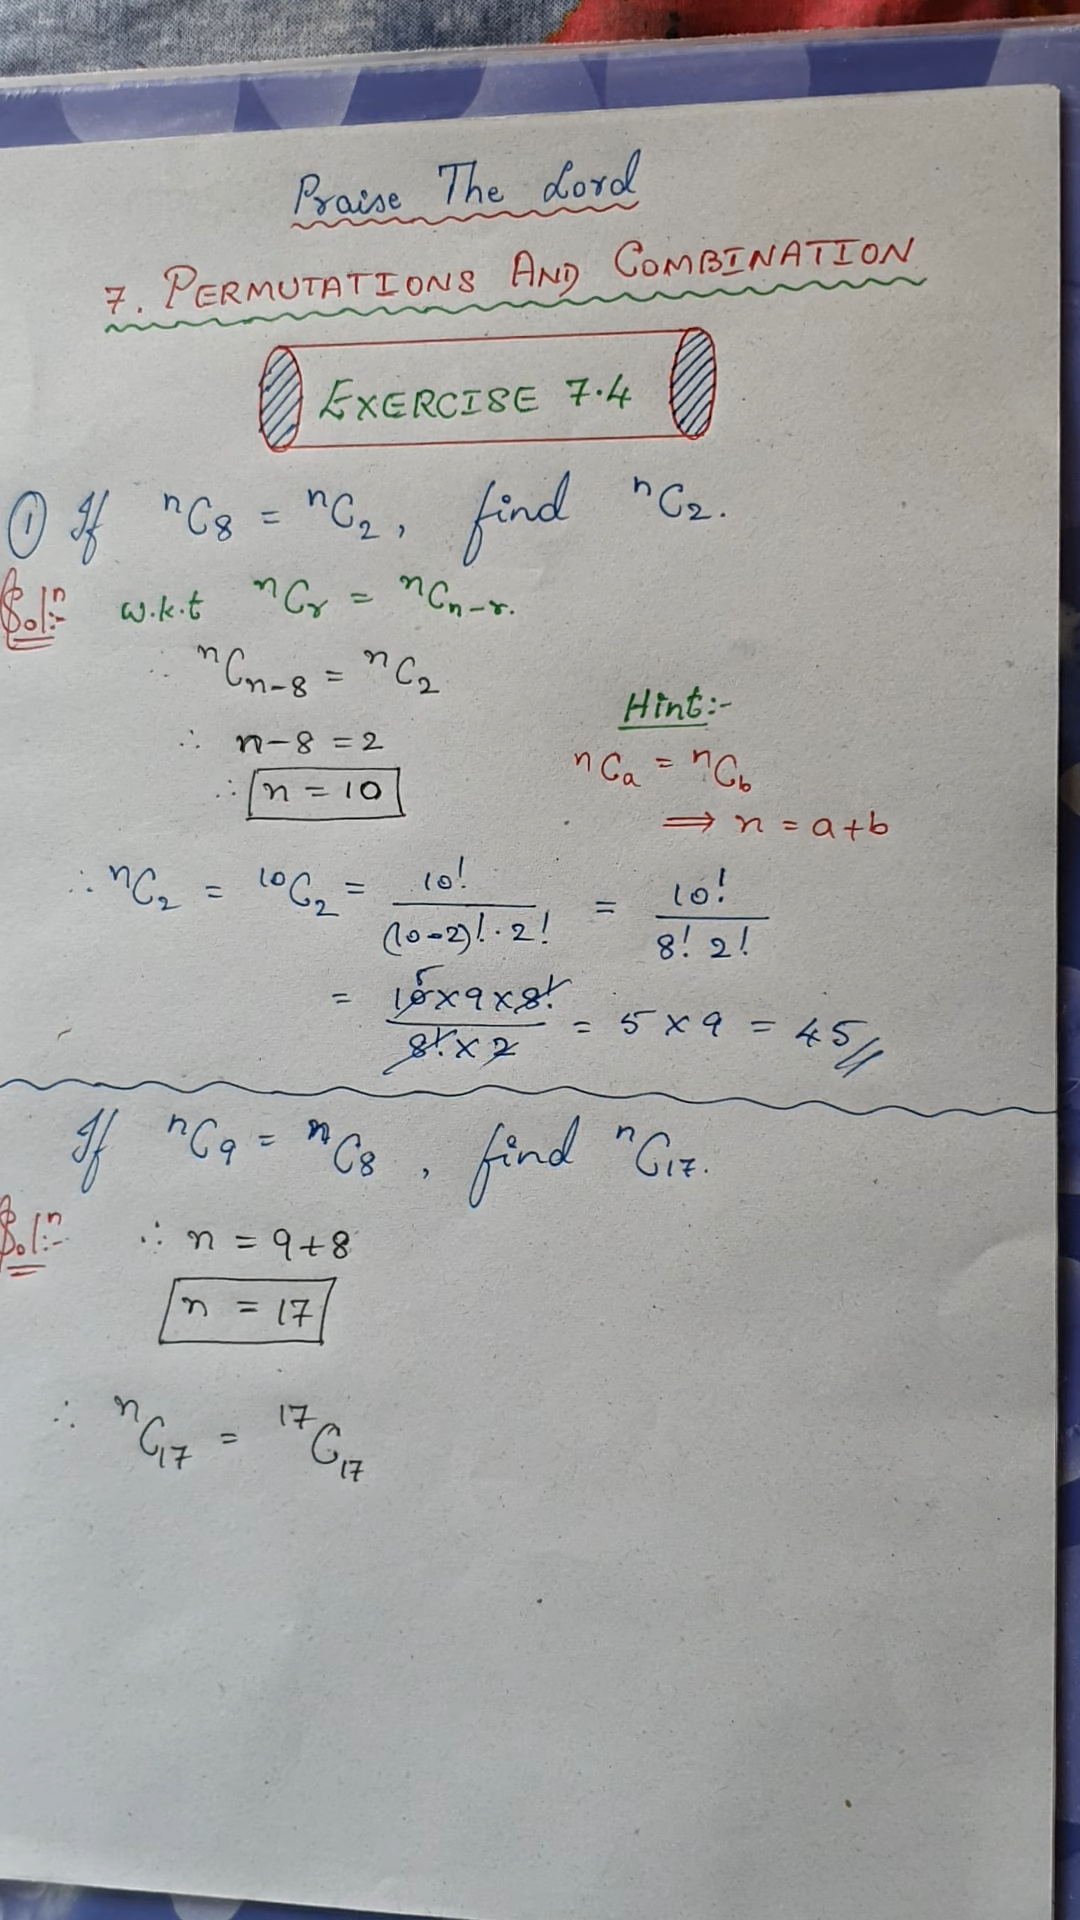 Praise The Lord
7. PERMUTATIONS AND COMBINATION
EXERCISE 7.4
① If ⁿC₈ = ⁿC₂, find ⁿC₂.
Solⁿ:- w.k.t ⁿCᵣ = ⁿCₙ₋ᵣ.
∴ ⁿCₙ₋₈ = ⁿC₂
∴ n-8 = 2
∴ n = 10
Hint:-
ⁿCₐ = ⁿC_b
⟹ n = a+b
∴ ⁿC₂ = ¹⁰C₂ = 10!/(10-2)!·2! = 10!/8! 2!
= 10×9×8!/8!×2 = 5×9 = 45//
If ⁿC₉ = ⁿC₈, find ⁿC₁₇.
Solⁿ:- ∴ n = 9+8
n = 17
∴ ⁿC₁₇ = ¹⁷C₁₇